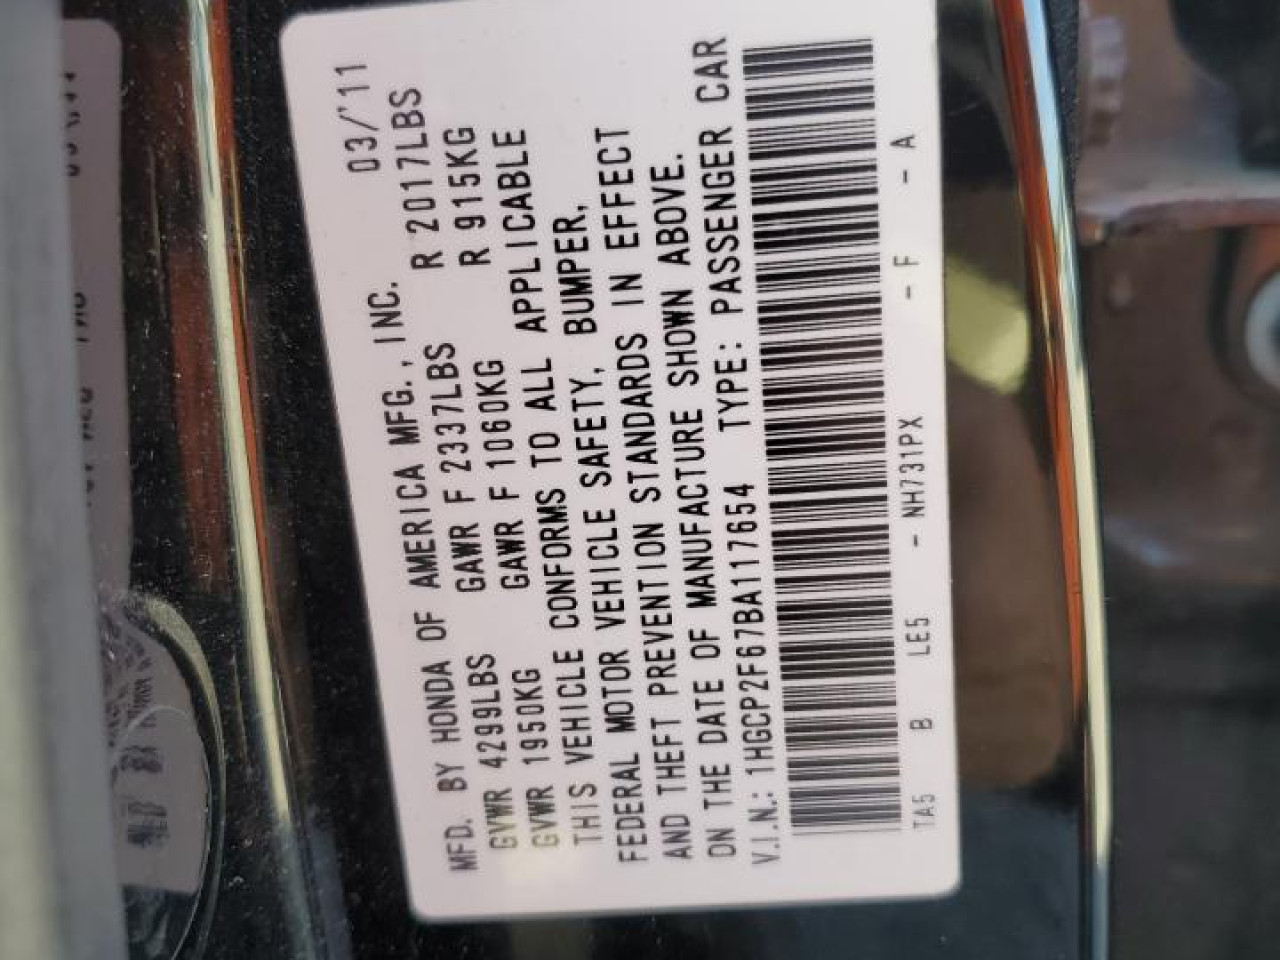 MFD. BY HONDA OF AMERICA MFG., INC. 03/'11
GVWR 4299LBS GAWR F 2337LBS R 2017LBS
GVWR 1950KG GAWR F 1060KG R 915KG
THIS VEHICLE CONFORMS TO ALL APPLICABLE
FEDERAL MOTOR VEHICLE SAFETY, BUMPER,
AND THEFT PREVENTION STANDARDS IN EFFECT
ON THE DATE OF MANUFACTURE SHOWN ABOVE.
V.I.N.: 1HGCP2F67BA117654 TYPE: PASSENGER CAR
TA5 B LE5 - NH731PX - F - A